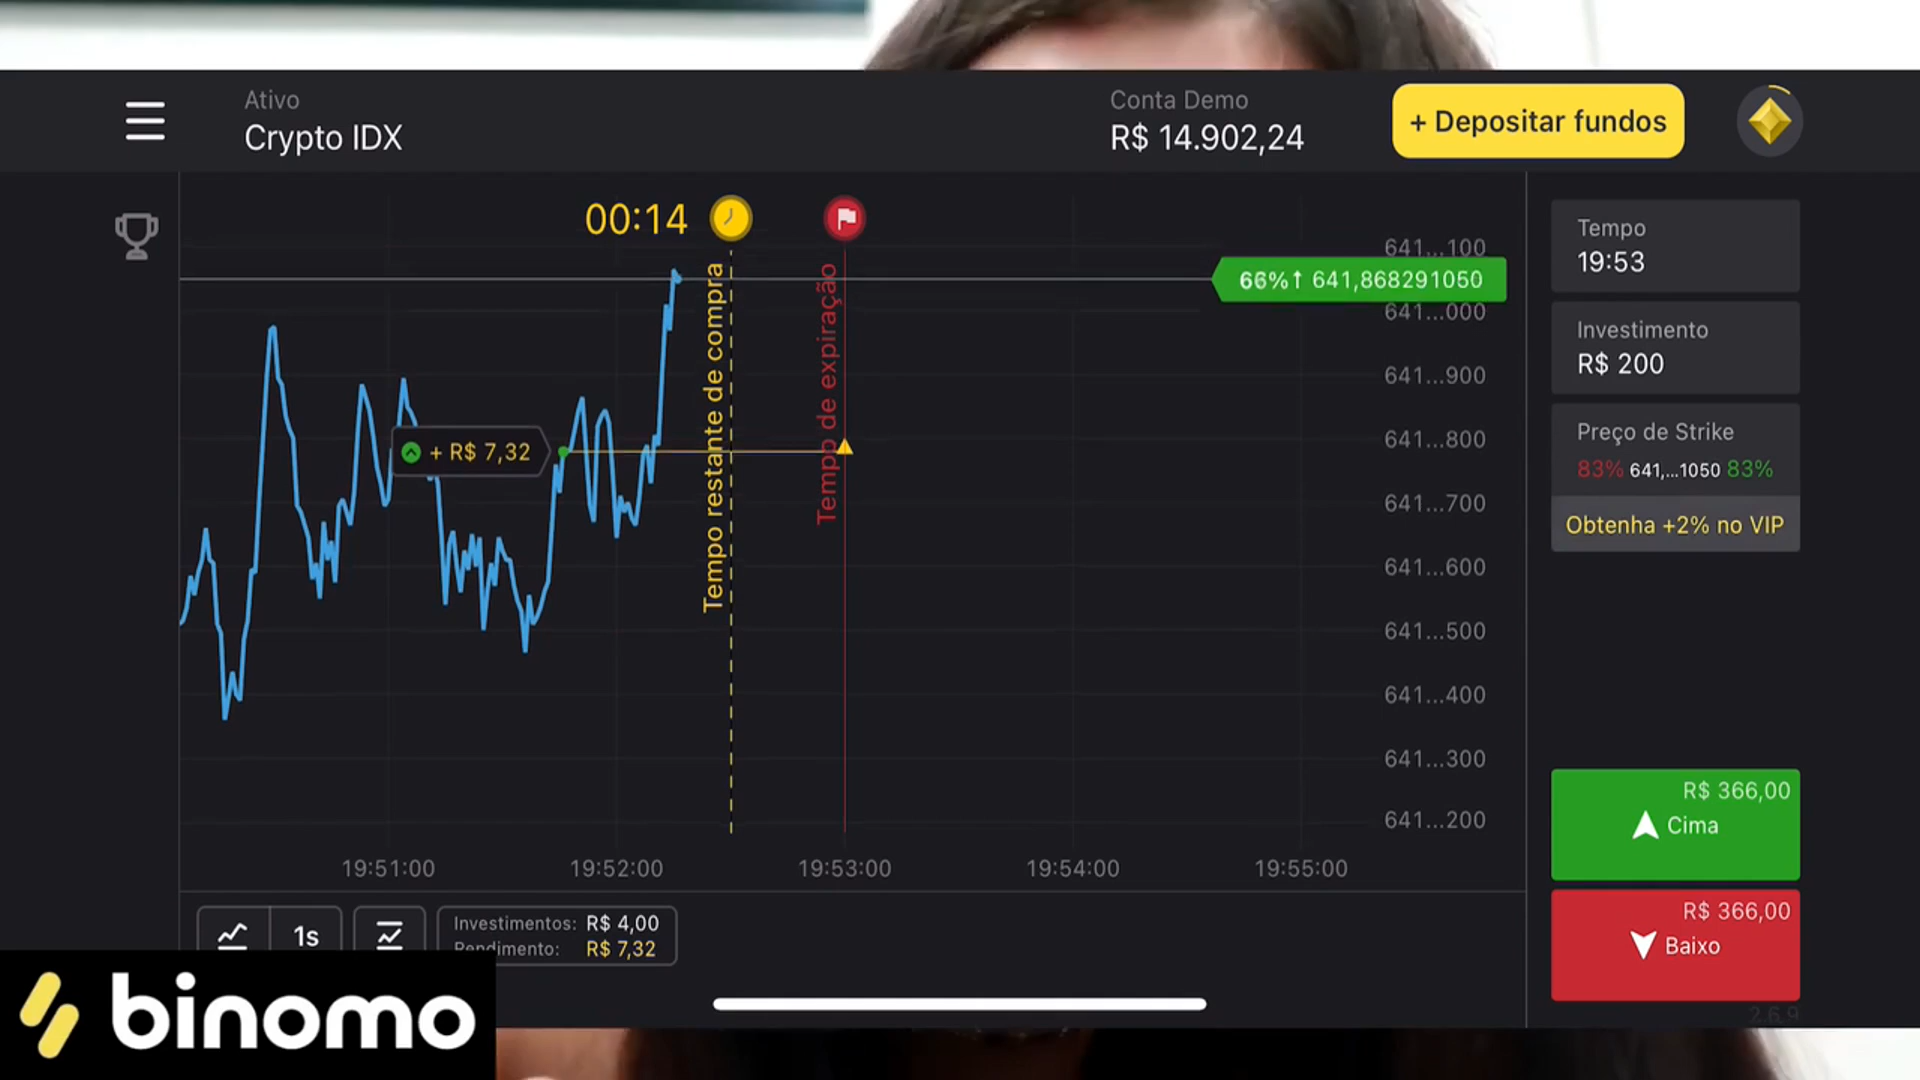 Ativo
Crypto IDX
Conta Demo
R$ 14.902,24
+ Depositar fundos
00:14
Tempo restante de compra
Tempo de expiração
641...100
66%↑ 641,868291050
641...000
641...900
641...800
641...700
641...600
641...500
641...400
641...300
641...200
+ R$ 7,32
19:51:00
19:52:00
19:53:00
19:54:00
19:55:00
Tempo
19:53
Investimento
R$ 200
Preço de Strike
83% 641,...1050 83%
Obtenha +2% no VIP
R$ 366,00
Cima
R$ 366,00
Baixo
1s
Investimentos: R$ 4,00
Rendimento: R$ 7,32
2.6.9
binomo